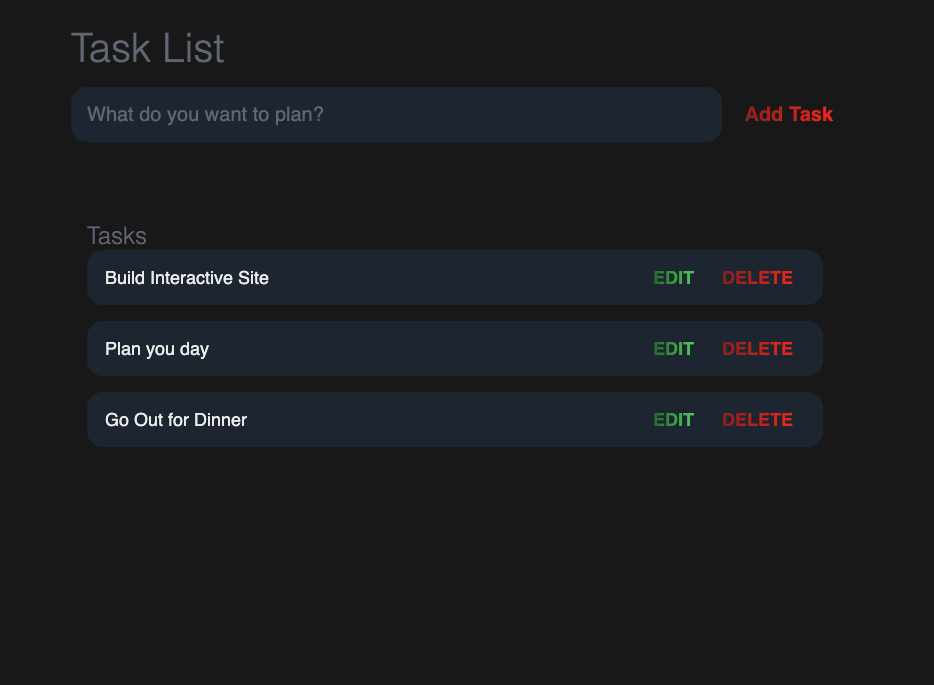 Task List
What do you want to plan?
Add Task
Tasks
Build Interactive Site EDIT DELETE
Plan you day EDIT DELETE
Go Out for Dinner EDIT DELETE